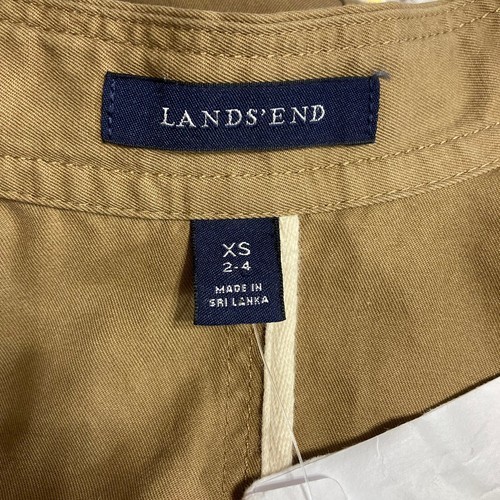 LANDS'END
XS
2-4
MADE IN
SRI LANKA